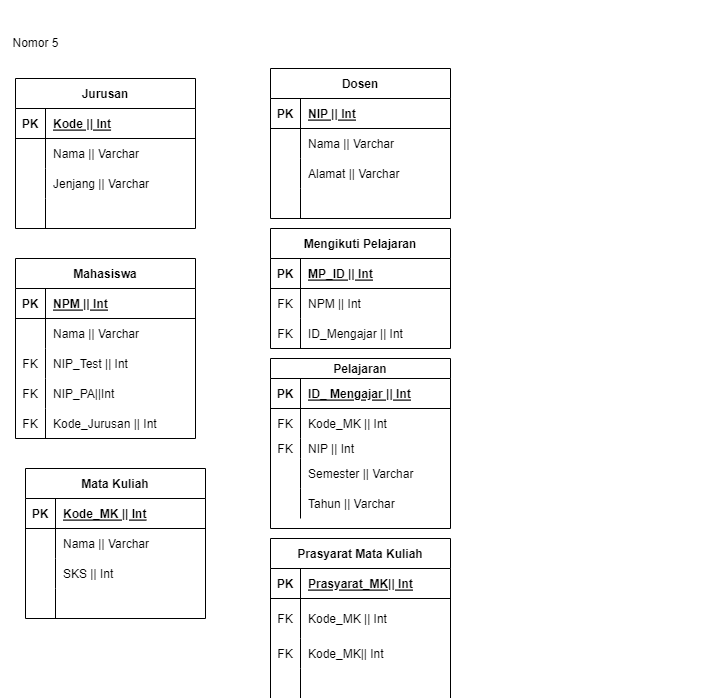 Nomor 5
Jurusan
PK Kode || Int
Nama || Varchar
Jenjang || Varchar
Mahasiswa
PK NPM || Int
Nama || Varchar
FK NIP_Test || Int
FK NIP_PA||Int
FK Kode_Jurusan || Int
Mata Kuliah
PK Kode_MK || Int
Nama || Varchar
SKS || Int
Dosen
PK NIP || Int
Nama || Varchar
Alamat || Varchar
Mengikuti Pelajaran
PK MP_ID || Int
FK NPM || Int
FK ID_Mengajar || Int
Pelajaran
PK ID_ Mengajar || Int
FK Kode_MK || Int
FK NIP || Int
Semester || Varchar
Tahun || Varchar
Prasyarat Mata Kuliah
PK Prasyarat_MK|| Int
FK Kode_MK || Int
FK Kode_MK|| Int